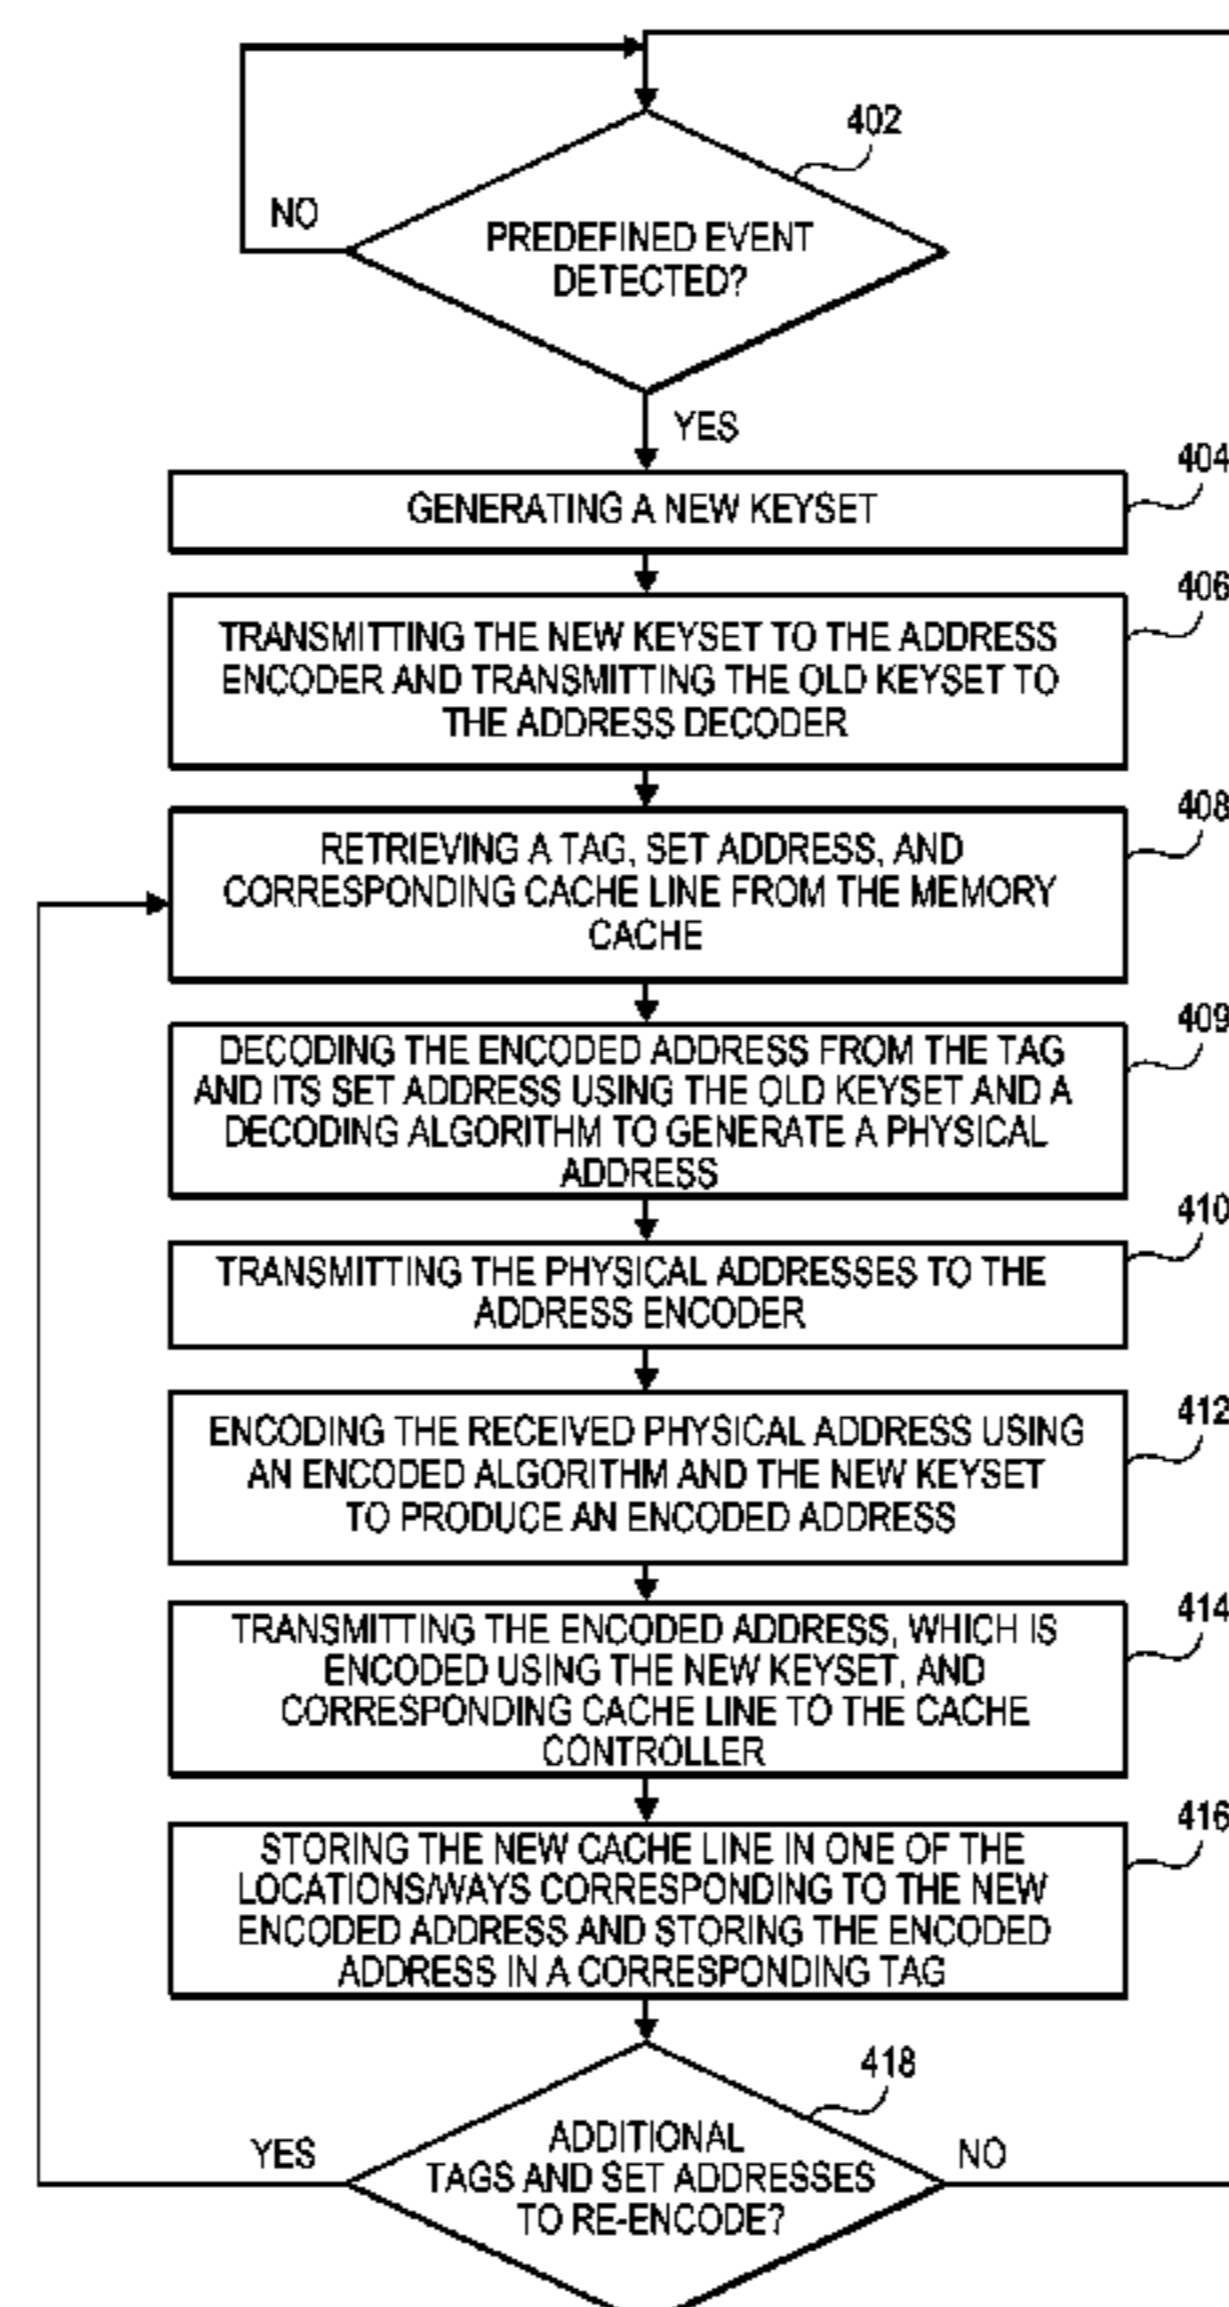 402
NO
PREDEFINED EVENT
DETECTED?
YES
404
GENERATING A NEW KEYSET
406
TRANSMITTING THE NEW KEYSET TO THE ADDRESS
ENCODER AND TRANSMITTING THE OLD KEYSET TO
THE ADDRESS DECODER
408
RETRIEVING A TAG, SET ADDRESS, AND
CORRESPONDING CACHE LINE FROM THE MEMORY
CACHE
409
DECODING THE ENCODED ADDRESS FROM THE TAG
AND ITS SET ADDRESS USING THE OLD KEYSET AND A
DECODING ALGORITHM TO GENERATE A PHYSICAL
ADDRESS
410
TRANSMITTING THE PHYSICAL ADDRESSES TO THE
ADDRESS ENCODER
412
ENCODING THE RECEIVED PHYSICAL ADDRESS USING
AN ENCODED ALGORITHM AND THE NEW KEYSET
TO PRODUCE AN ENCODED ADDRESS
414
TRANSMITTING THE ENCODED ADDRESS, WHICH IS
ENCODED USING THE NEW KEYSET, AND
CORRESPONDING CACHE LINE TO THE CACHE
CONTROLLER
416
STORING THE NEW CACHE LINE IN ONE OF THE
LOCATIONS/WAYS CORRESPONDING TO THE NEW
ENCODED ADDRESS AND STORING THE ENCODED
ADDRESS IN A CORRESPONDING TAG
418
YES
ADDITIONAL
TAGS AND SET ADDRESSES
TO RE-ENCODE?
NO